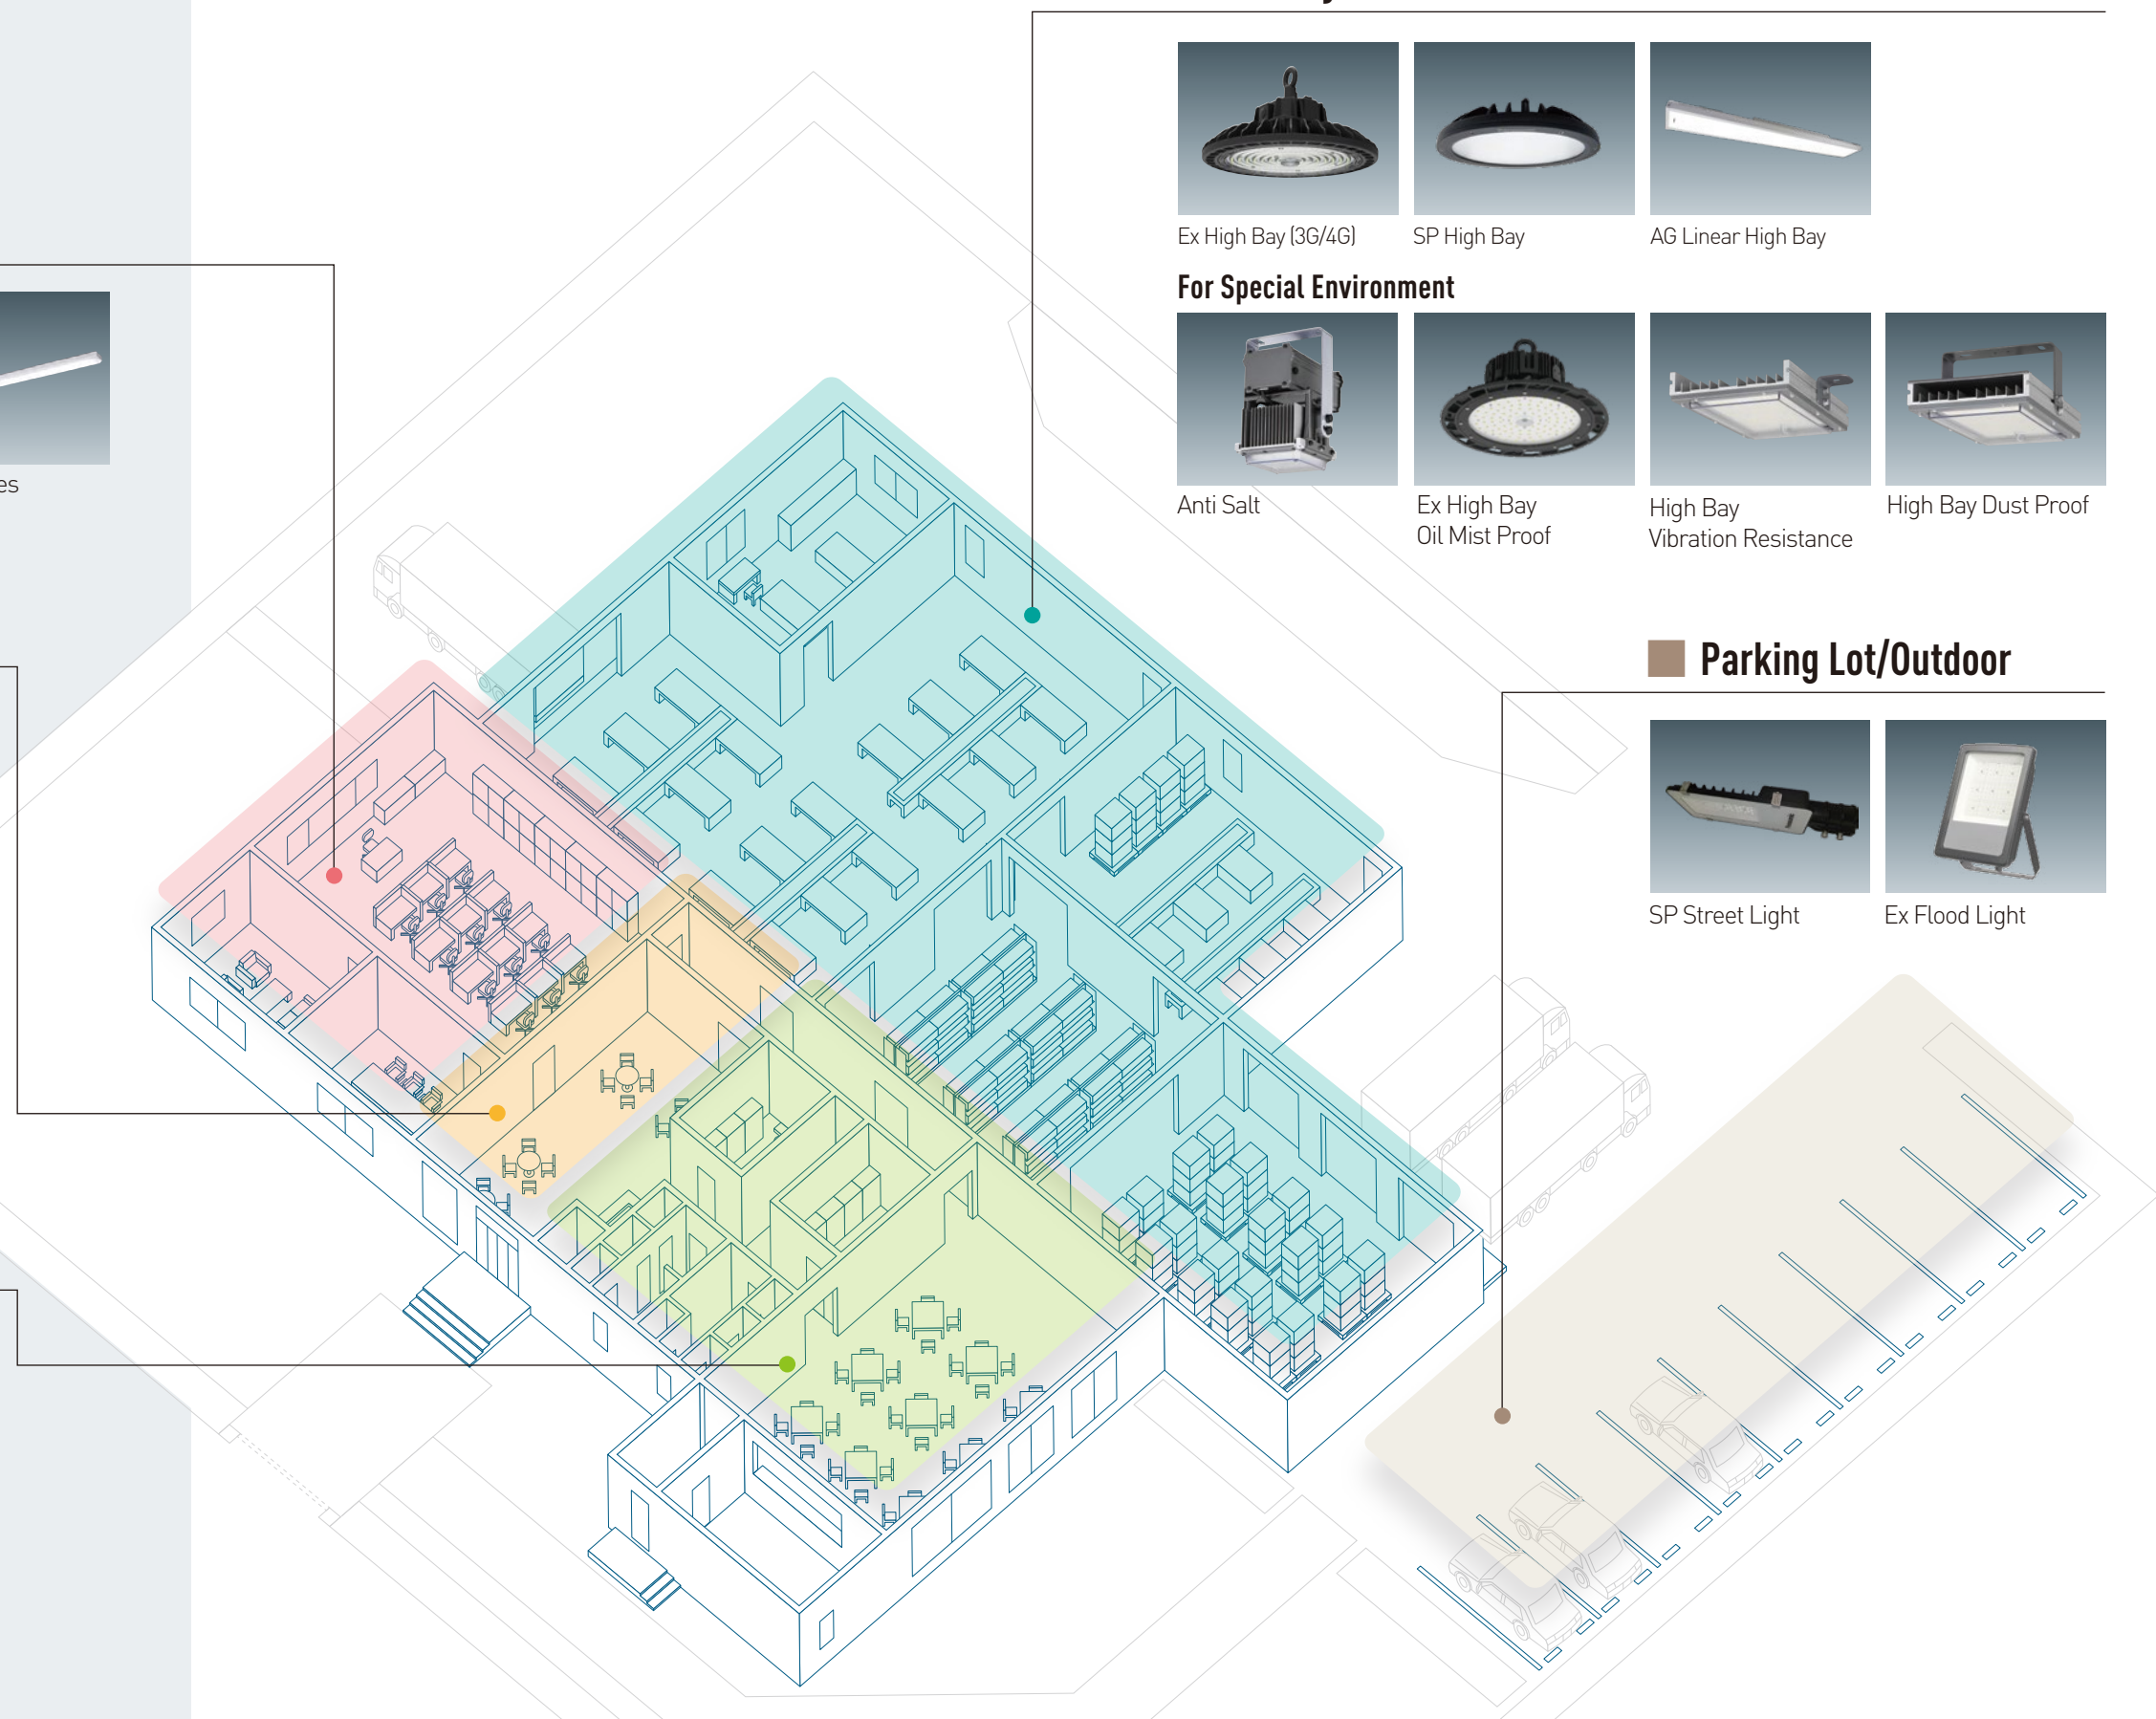 Ex High Bay (3G/4G)
SP High Bay
AG Linear High Bay
For Special Environment
es
Anti Salt
Ex High Bay
Oil Mist Proof
High Bay
Vibration Resistance
High Bay Dust Proof
Parking Lot/Outdoor
SP Street Light
Ex Flood Light